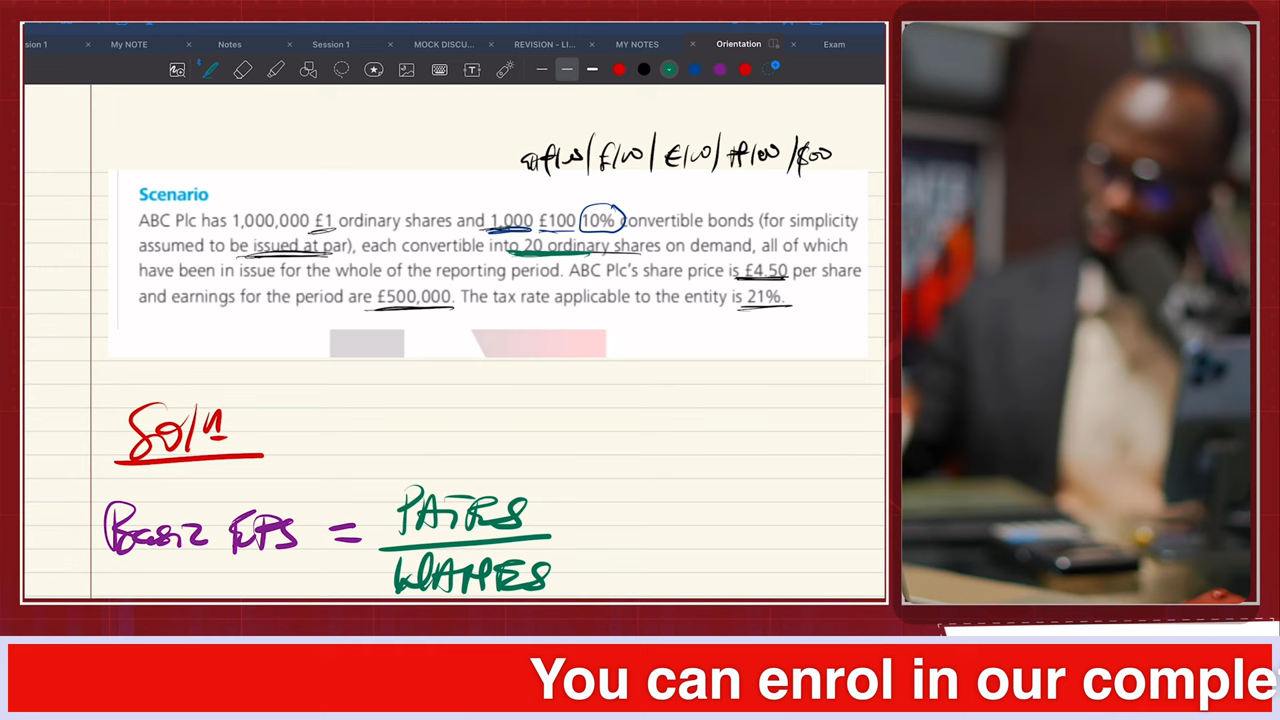 sion 1 My NOTE Notes Session 1 MOCK DISCU... REVISION - LI... MY NOTES Orientation Exam
£100 €100 $100
Scenario
ABC Plc has 1,000,000 £1 ordinary shares and 1,000 £100 10% convertible bonds (for simplicity
assumed to be issued at par), each convertible into 20 ordinary shares on demand, all of which
have been in issue for the whole of the reporting period. ABC Plc's share price is £4.50 per share
and earnings for the period are £500,000. The tax rate applicable to the entity is 21%.
Soln
Basic EPS =
You can enrol in our comple